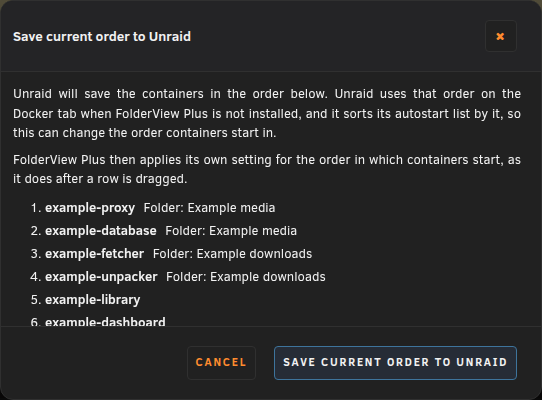 Save current order to Unraid
✖
Unraid will save the containers in the order below. Unraid uses that order on the
Docker tab when FolderView Plus is not installed, and it sorts its autostart list by it, so
this can change the order containers start in.
FolderView Plus then applies its own setting for the order in which containers start, as
it does after a row is dragged.
1. example-proxy Folder: Example media
2. example-database Folder: Example media
3. example-fetcher Folder: Example downloads
4. example-unpacker Folder: Example downloads
5. example-library
6. example-dashboard
CANCEL SAVE CURRENT ORDER TO UNRAID